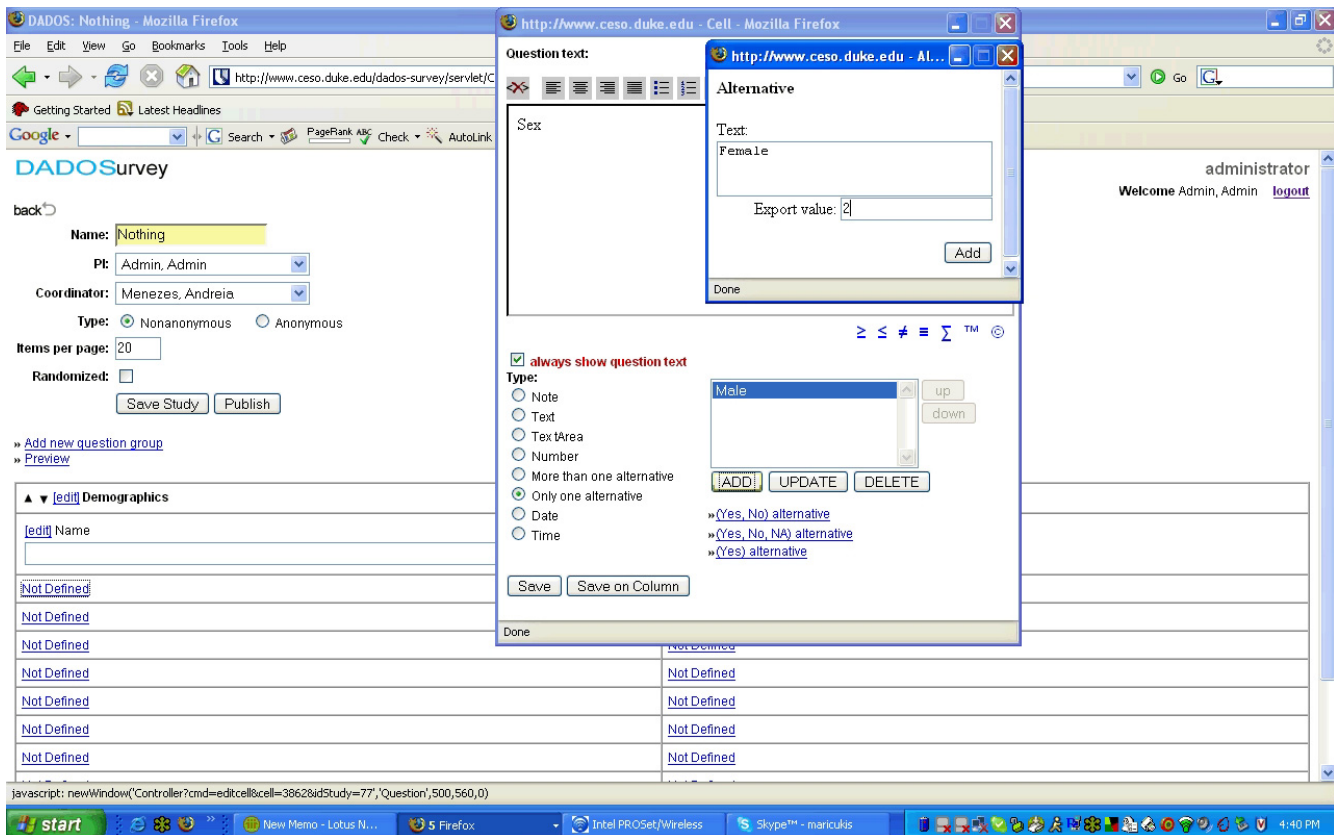 DADOS: Nothing - Mozilla Firefox
File Edit View Go Bookmarks Tools Help
http://www.ceso.duke.edu/dados-survey/servlet/C
Go
G
Getting Started Latest Headlines
Google - G Search PageRank ABC Check AutoLink
DADOSurvey
administrator
Welcome Admin, Admin logout
back
Name: Nothing
PI: Admin, Admin
Coordinator: Menezes, Andreia
Type: Nonanonymous Anonymous
Items per page: 20
Randomized:
Save Study Publish
» Add new question group
» Preview
▲ ▼ [edit] Demographics
[edit] Name
Not Defined
Not Defined
Not Defined Not Defined
Not Defined Not Defined
Not Defined Not Defined
Not Defined Not Defined
Not Defined Not Defined
http://www.ceso.duke.edu - Cell - Mozilla Firefox
Question text:
Sex
≥ ≤ ≠ ≡ ∑ ™ ©
always show question text
Type:
Note
Text
TextArea
Number
More than one alternative
Only one alternative
Date
Time
Male
up
down
ADD UPDATE DELETE
» (Yes, No) alternative
» (Yes, No, NA) alternative
» (Yes) alternative
Save Save on Column
Done
http://www.ceso.duke.edu - Al...
Alternative
Text:
Female
Export value: 2
Add
Done
javascript: newWindow('Controller?cmd=editcell&cell=3862&idStudy=77','Question',500,560,0)
start New Memo - Lotus N... 5 Firefox Intel PROSet/Wireless Skype™ - maricukis 4:40 PM